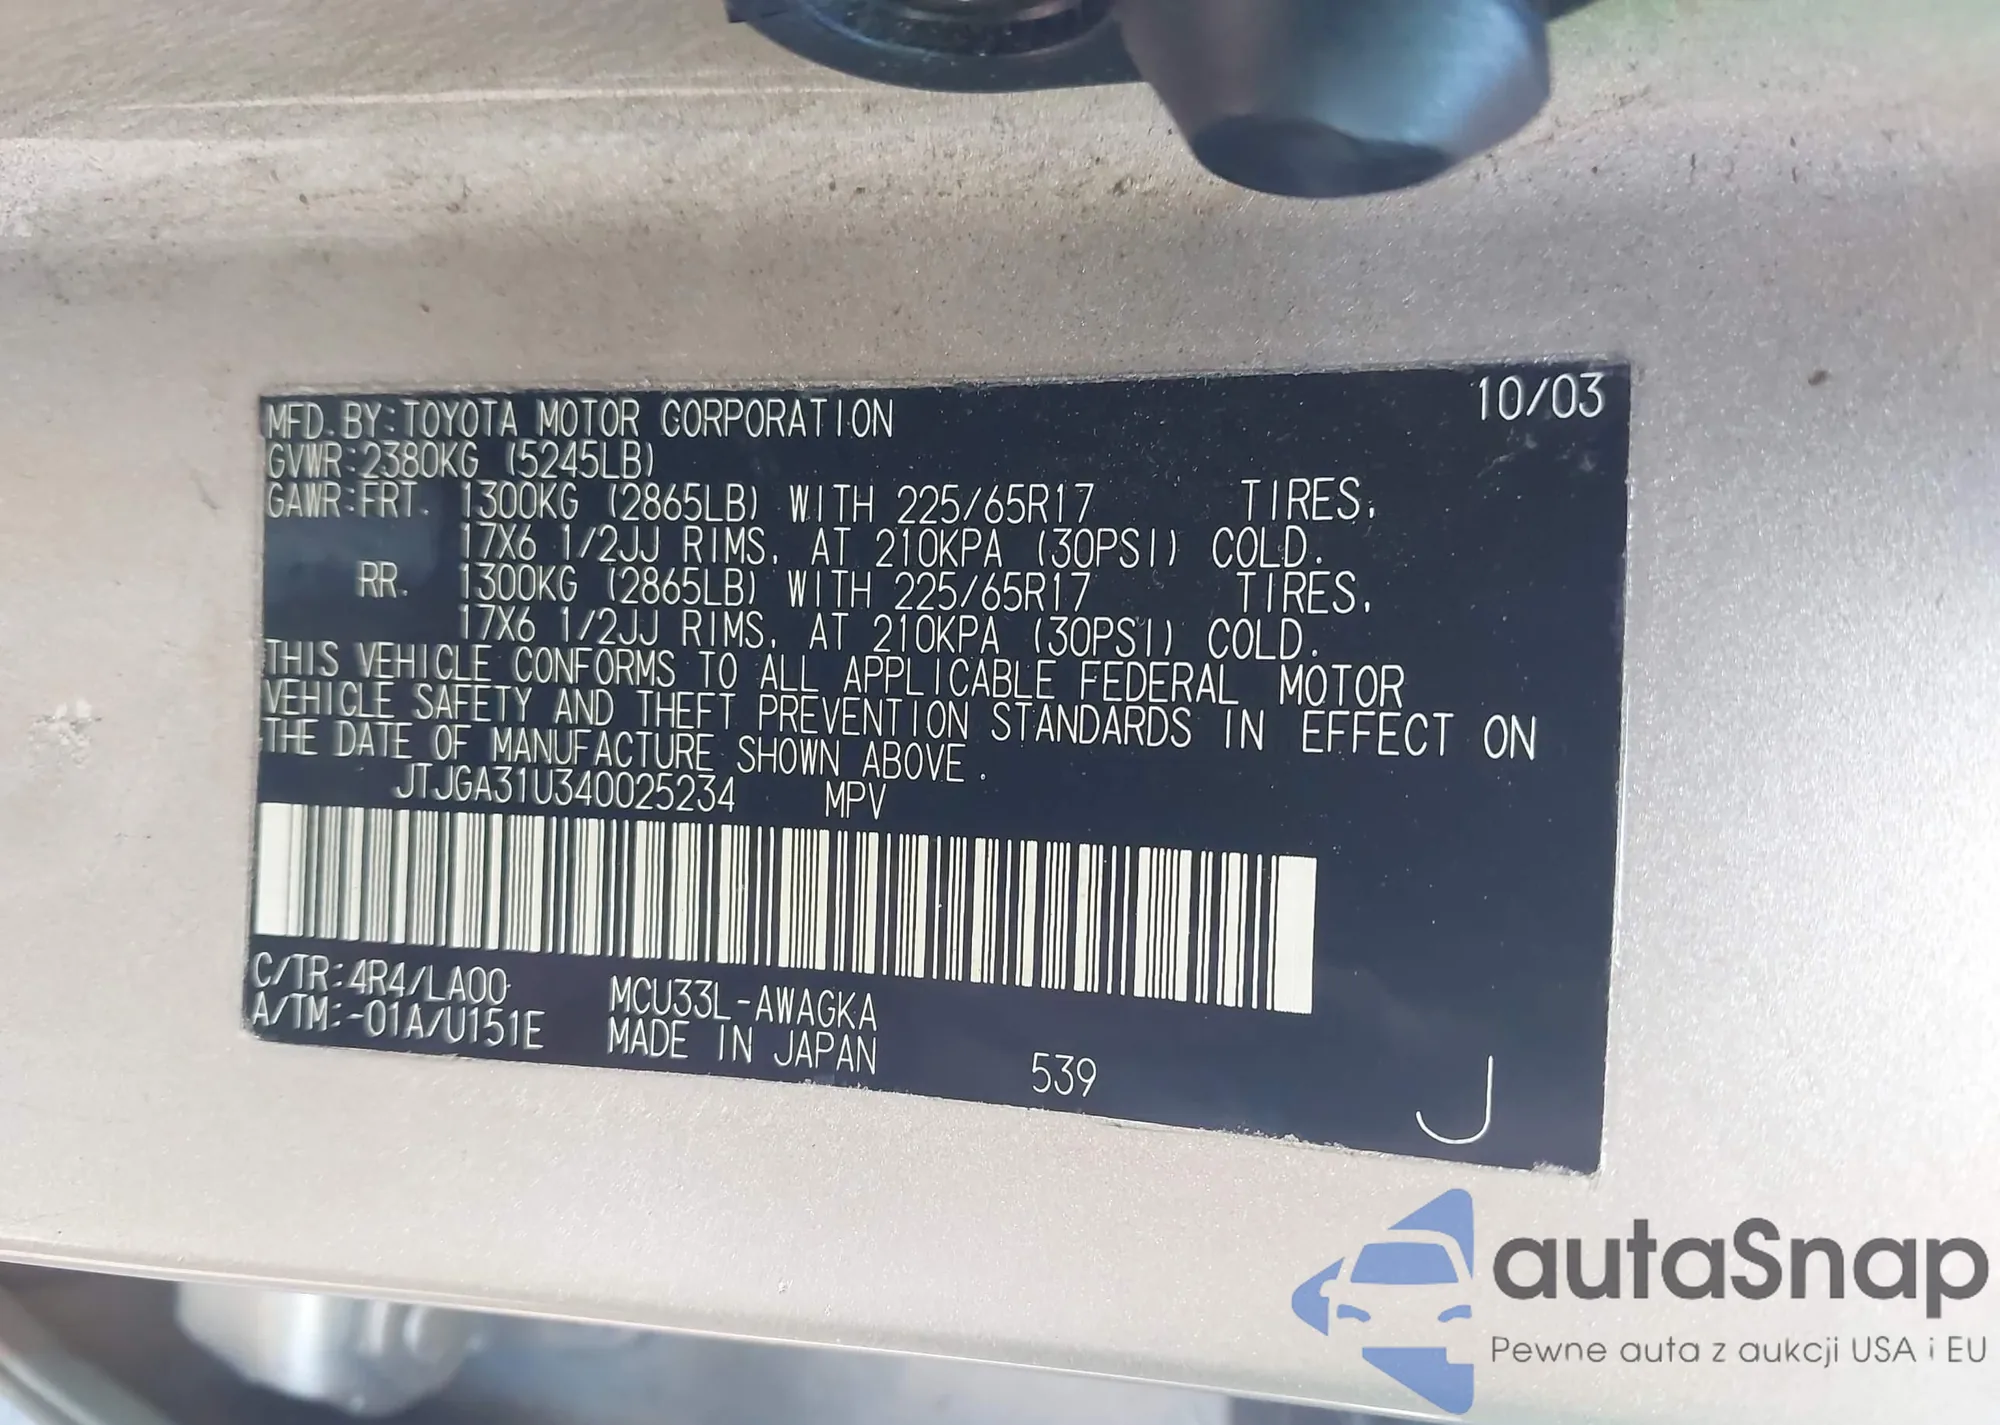 10/03
MFD. BY: TOYOTA MOTOR CORPORATION
GVWR: 2380KG (5245LB)
GAWR: FRT. 1300KG (2865LB) WITH 225/65R17 TIRES,
17X6 1/2JJ RIMS, AT 210KPA (30PSI) COLD.
RR. 1300KG (2865LB) WITH 225/65R17 TIRES,
17X6 1/2JJ RIMS, AT 210KPA (30PSI) COLD.
THIS VEHICLE CONFORMS TO ALL APPLICABLE FEDERAL MOTOR
VEHICLE SAFETY AND THEFT PREVENTION STANDARDS IN EFFECT ON
THE DATE OF MANUFACTURE SHOWN ABOVE.
JTJGA31U340025234 MPV
C/TR: 4R4/LA00 MCU33L-AWAGKA
A/TM: -01A/U151E MADE IN JAPAN
539
J
autaSnap
Pewne auta z aukcji USA i EU